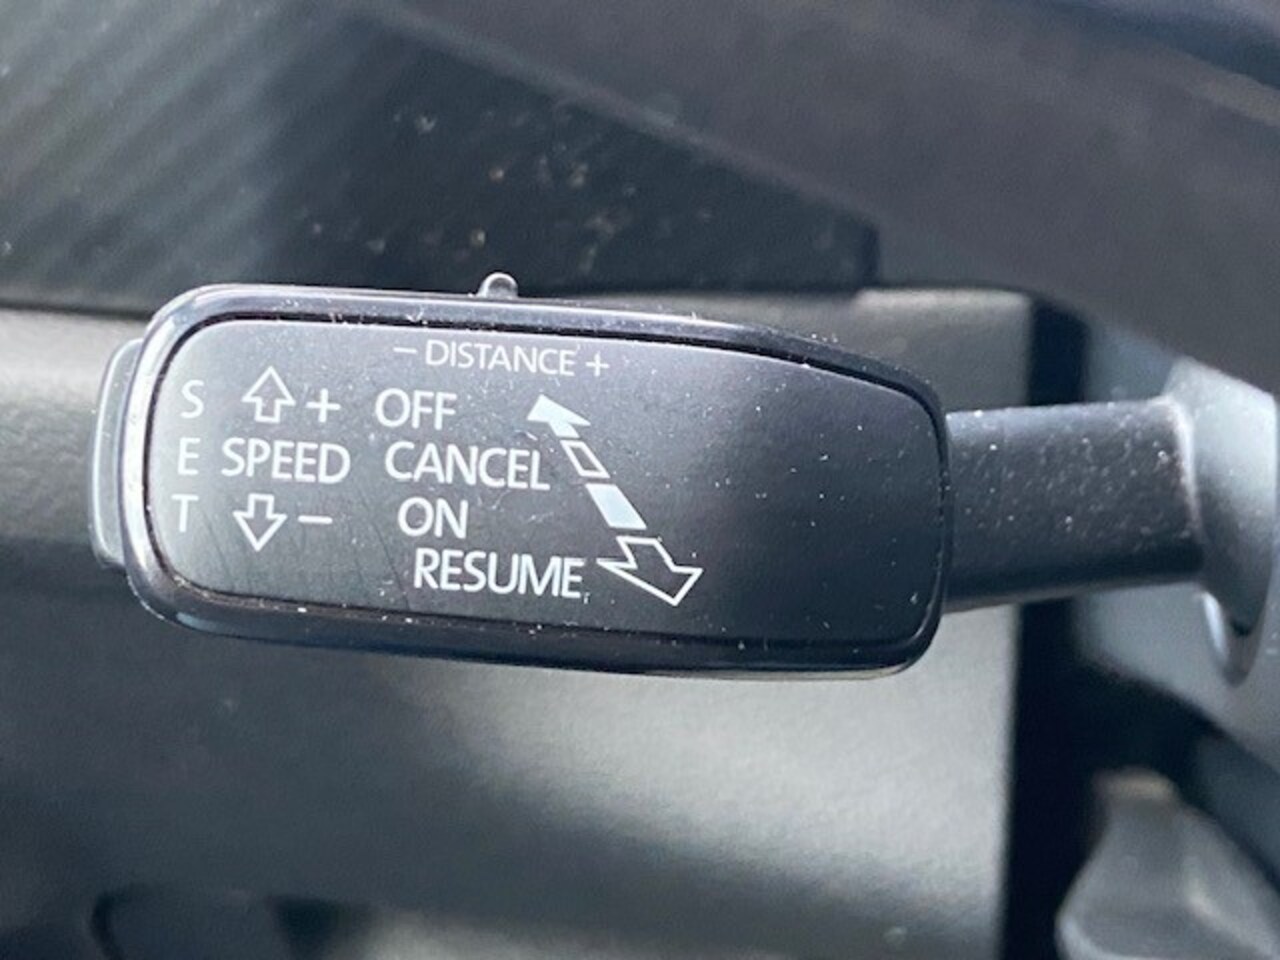 – DISTANCE +
S + OFF
E SPEED CANCEL
T – ON
RESUME